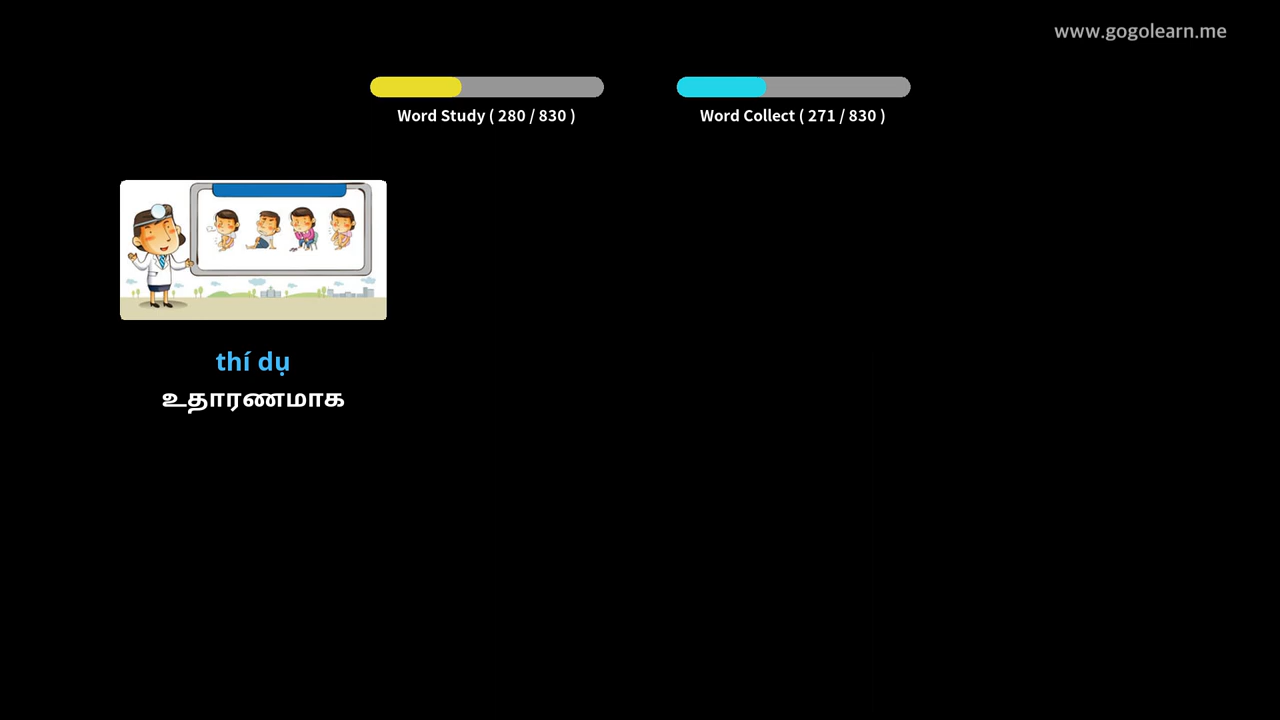 www.gogolearn.me
Word Study ( 280 / 830 )
Word Collect ( 271 / 830 )
thí dụ
உதாரணமாக